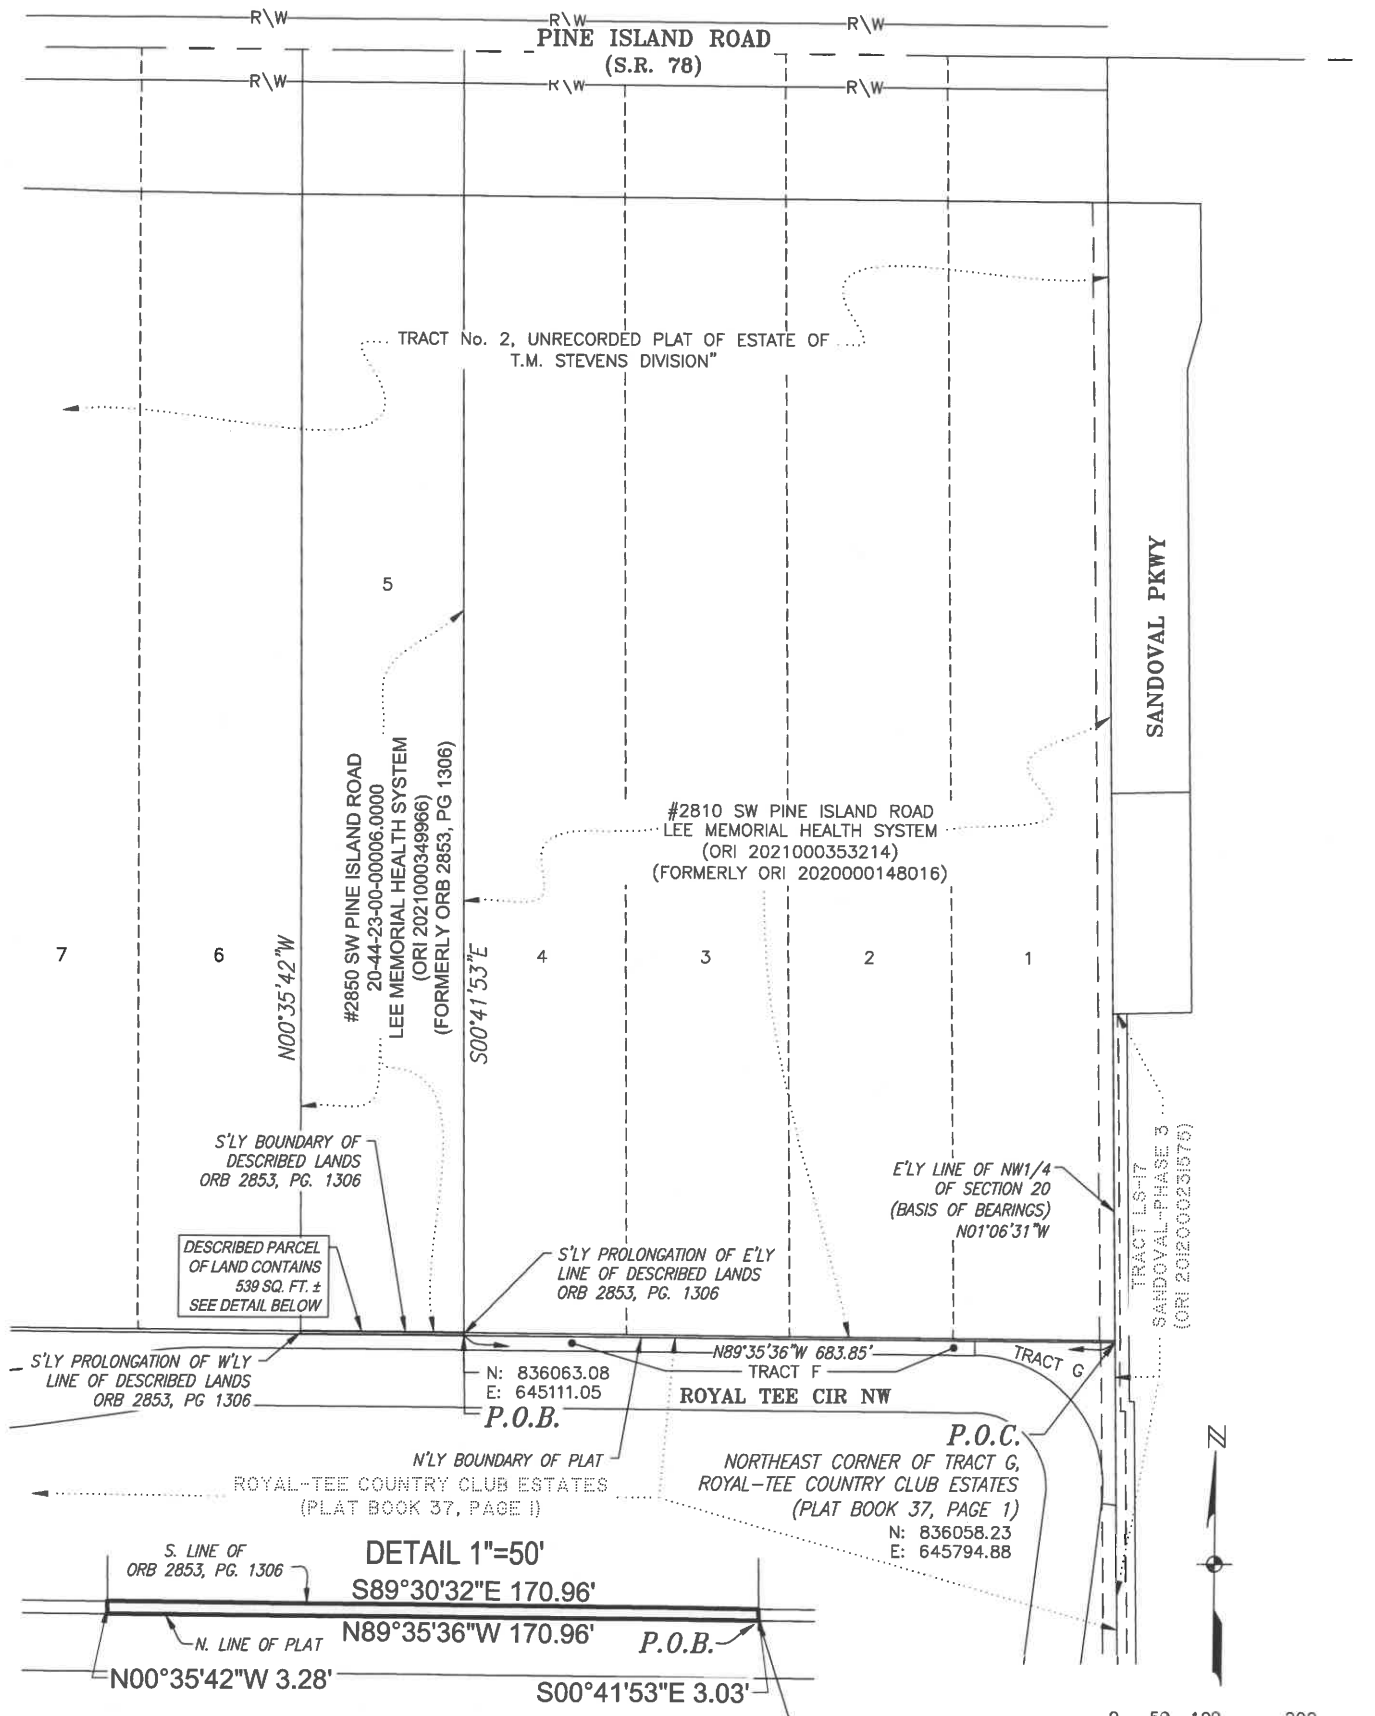 R\W R\W R\W
PINE ISLAND ROAD
(S.R. 78)
R\W R\W R\W
TRACT No. 2, UNRECORDED PLAT OF ESTATE OF
T.M. STEVENS DIVISION"
SANDOVAL PKWY
5
#2850 SW PINE ISLAND ROAD
20-44-23-00-00006.0000
LEE MEMORIAL HEALTH SYSTEM
(ORI 2021000349966)
(FORMERLY ORB 2853, PG 1306)
#2810 SW PINE ISLAND ROAD
LEE MEMORIAL HEALTH SYSTEM
(ORI 2021000353214)
(FORMERLY ORI 2020000148016)
7 6 4 3 2 1
N00°35'42"W
S00°41'53"E
S'LY BOUNDARY OF
DESCRIBED LANDS
ORB 2853, PG. 1306
E'LY LINE OF NW1/4
OF SECTION 20
(BASIS OF BEARINGS)
N01°06'31"W
TRACT LS-17
SANDOVAL-PHASE 3
(ORI 2012000231575)
DESCRIBED PARCEL
OF LAND CONTAINS
539 SQ. FT. ±
SEE DETAIL BELOW
S'LY PROLONGATION OF E'LY
LINE OF DESCRIBED LANDS
ORB 2853, PG. 1306
S'LY PROLONGATION OF W'LY
LINE OF DESCRIBED LANDS
ORB 2853, PG 1306
N89°35'36"W 683.85'
TRACT F
TRACT G
N: 836063.08
E: 645111.05
P.O.B.
ROYAL TEE CIR NW
P.O.C.
N'LY BOUNDARY OF PLAT
ROYAL-TEE COUNTRY CLUB ESTATES
(PLAT BOOK 37, PAGE 1)
NORTHEAST CORNER OF TRACT G,
ROYAL-TEE COUNTRY CLUB ESTATES
(PLAT BOOK 37, PAGE 1)
N: 836058.23
E: 645794.88
N
DETAIL 1"=50'
S. LINE OF
ORB 2853, PG. 1306
S89°30'32"E 170.96'
N89°35'36"W 170.96'
N. LINE OF PLAT
P.O.B.
N00°35'42"W 3.28'
S00°41'53"E 3.03'